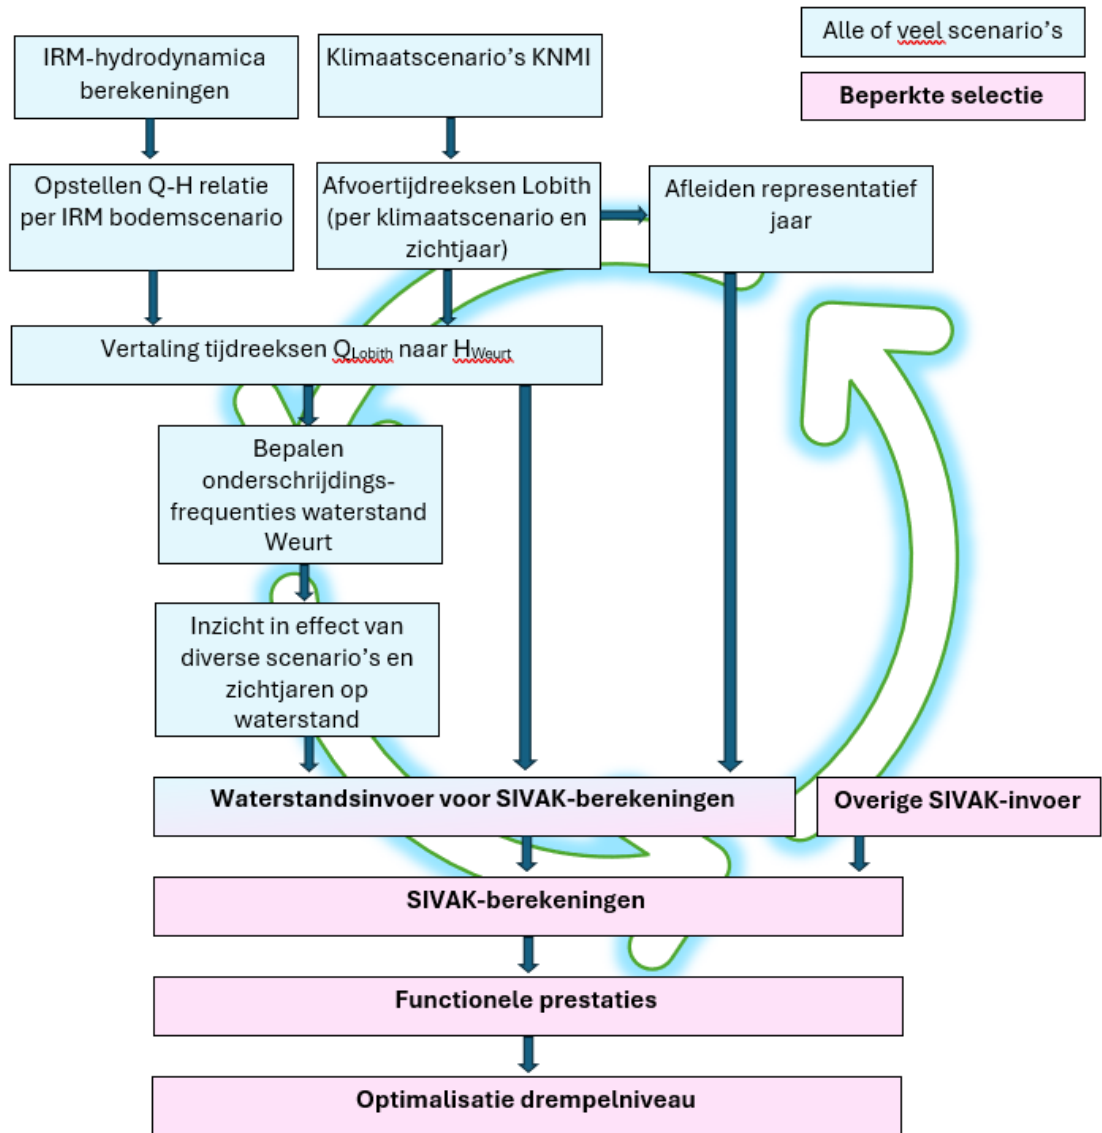 Alle of veel scenario's
Beperkte selectie
IRM-hydrodynamica
berekeningen
Klimaatscenario's KNMI
Opstellen Q-H relatie
per IRM bodemscenario
Afvoertijdreeksen Lobith
(per klimaatscenario en
zichtjaar)
Afleiden representatief
jaar
Vertaling tijdreeksen QLobith naar HWeurt
Bepalen
onderschrijdings-
frequenties waterstand
Weurt
Inzicht in effect van
diverse scenario's en
zichtjaren op
waterstand
Waterstandsinvoer voor SIVAK-berekeningen
Overige SIVAK-invoer
SIVAK-berekeningen
Functionele prestaties
Optimalisatie drempelniveau